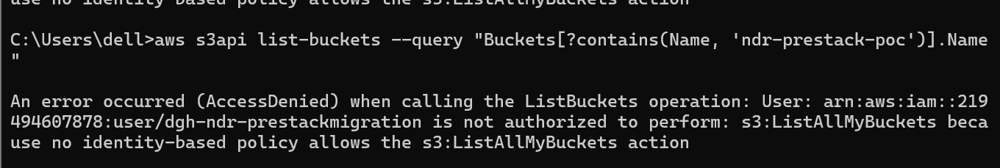 use no identity-based policy allows the s3:ListAllMyBuckets action
C:\Users\dell>aws s3api list-buckets --query "Buckets[?contains(Name, 'ndr-prestack-poc')].Name
"
An error occurred (AccessDenied) when calling the ListBuckets operation: User: arn:aws:iam::219
494607878:user/dgh-ndr-prestackmigration is not authorized to perform: s3:ListAllMyBuckets beca
use no identity-based policy allows the s3:ListAllMyBuckets action